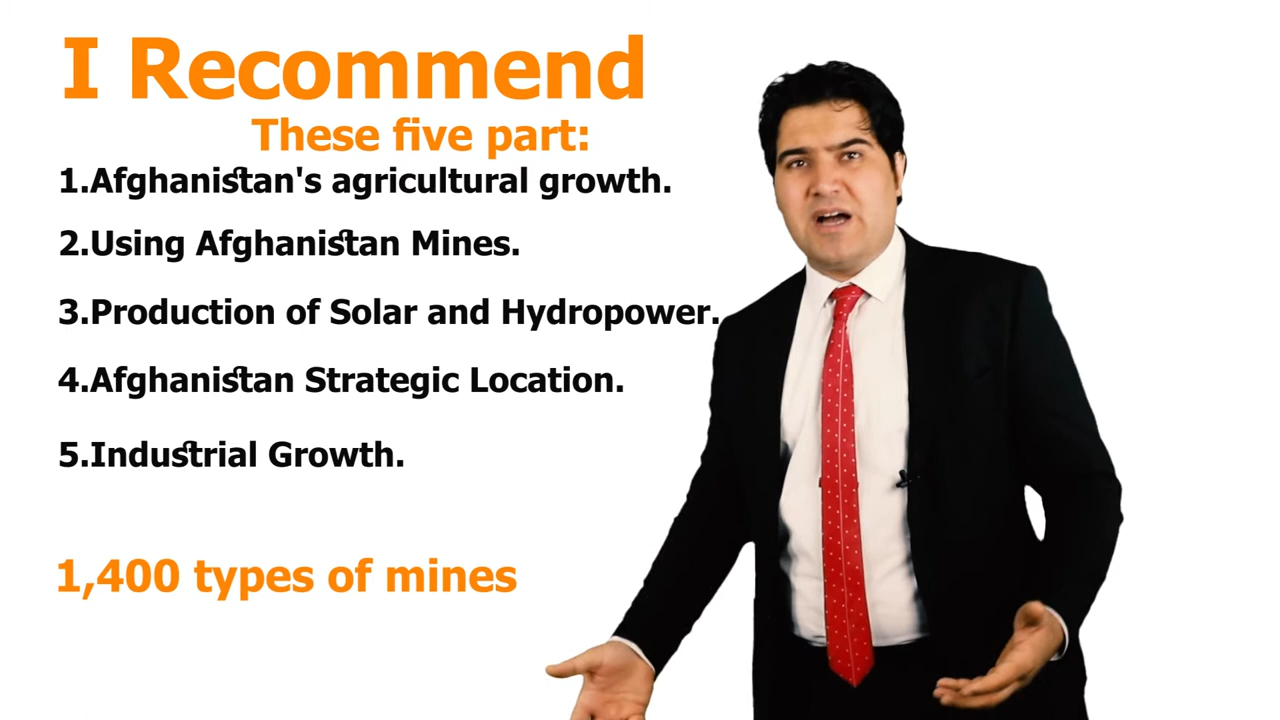 I Recommend
These five part:
1.Afghanistan's agricultural growth.
2.Using Afghanistan Mines.
3.Production of Solar and Hydropower.
4.Afghanistan Strategic Location.
5.Industrial Growth.
1,400 types of mines